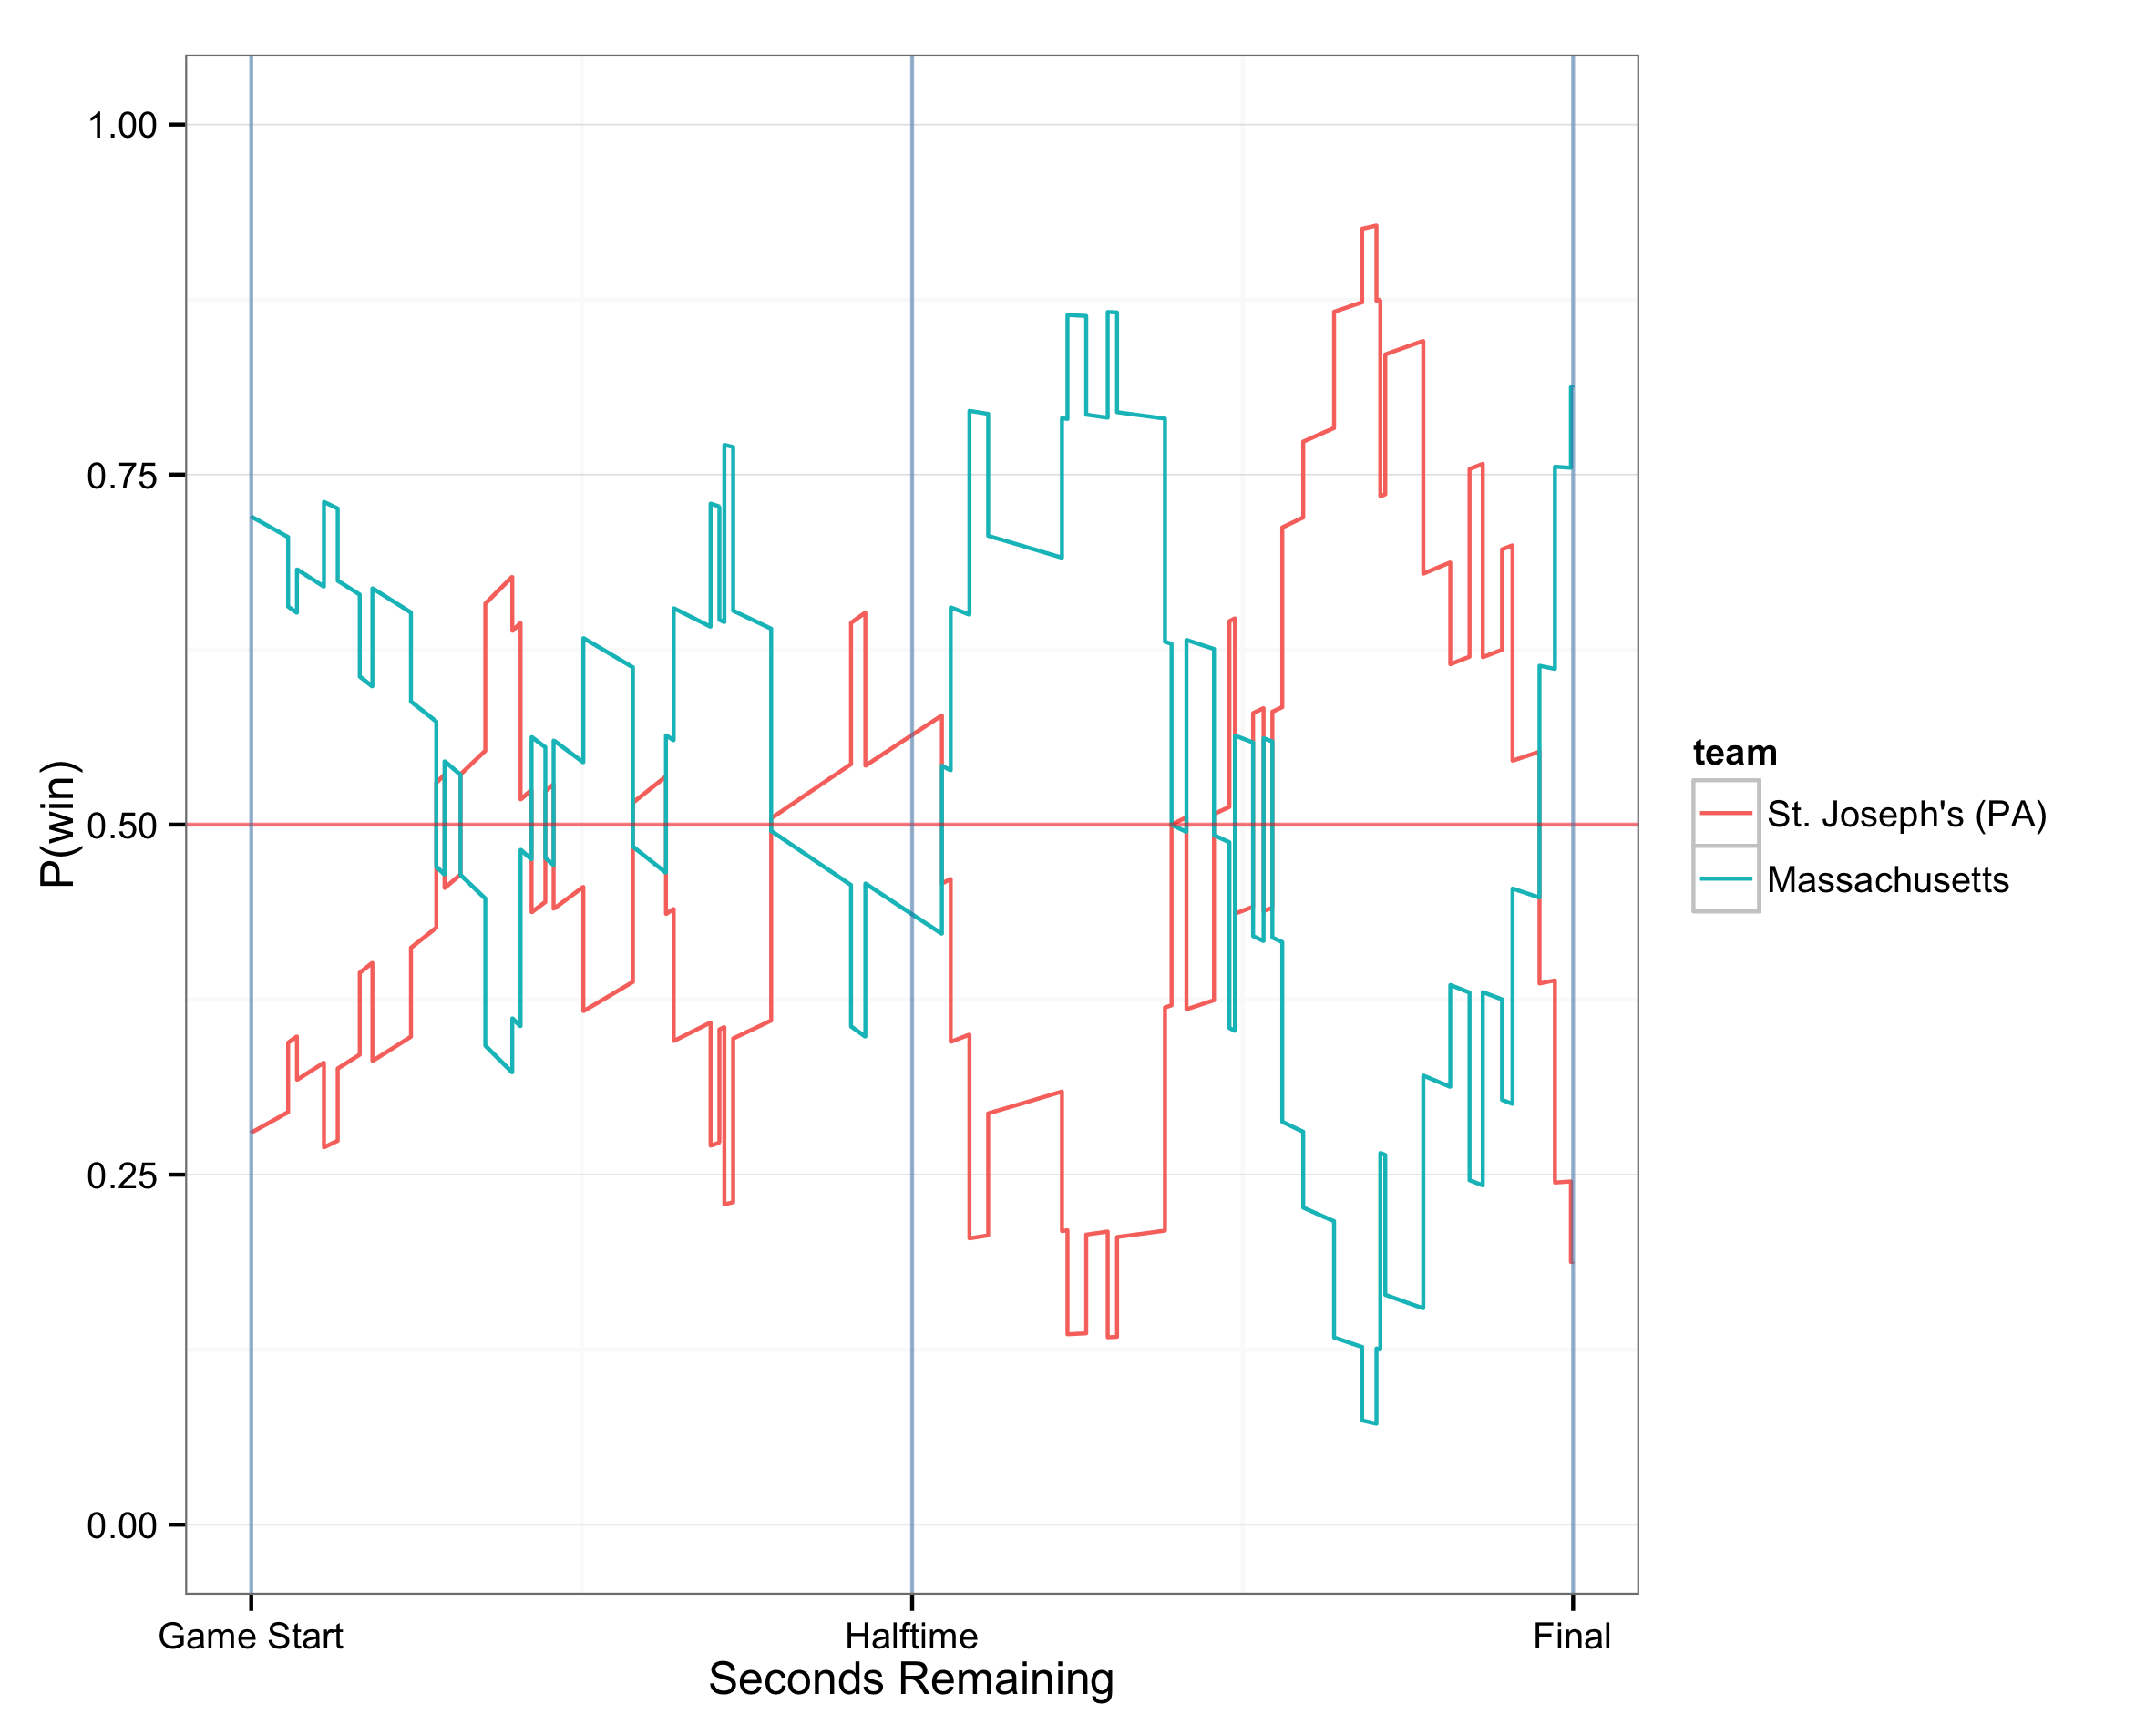 1.00
0.75
0.50
0.25
0.00
P(win)
Game Start
Halftime
Final
Seconds Remaining
team
St. Joseph's (PA)
Massachusetts